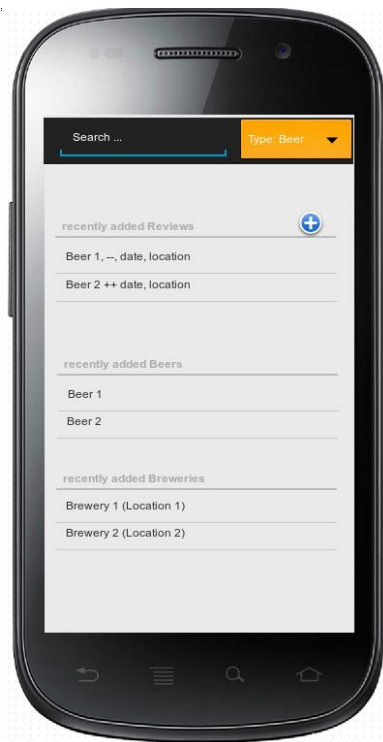 Search ...
Type: Beer
recently added Reviews
Beer 1, --, date, location
Beer 2 ++ date, location
recently added Beers
Beer 1
Beer 2
recently added Breweries
Brewery 1 (Location 1)
Brewery 2 (Location 2)